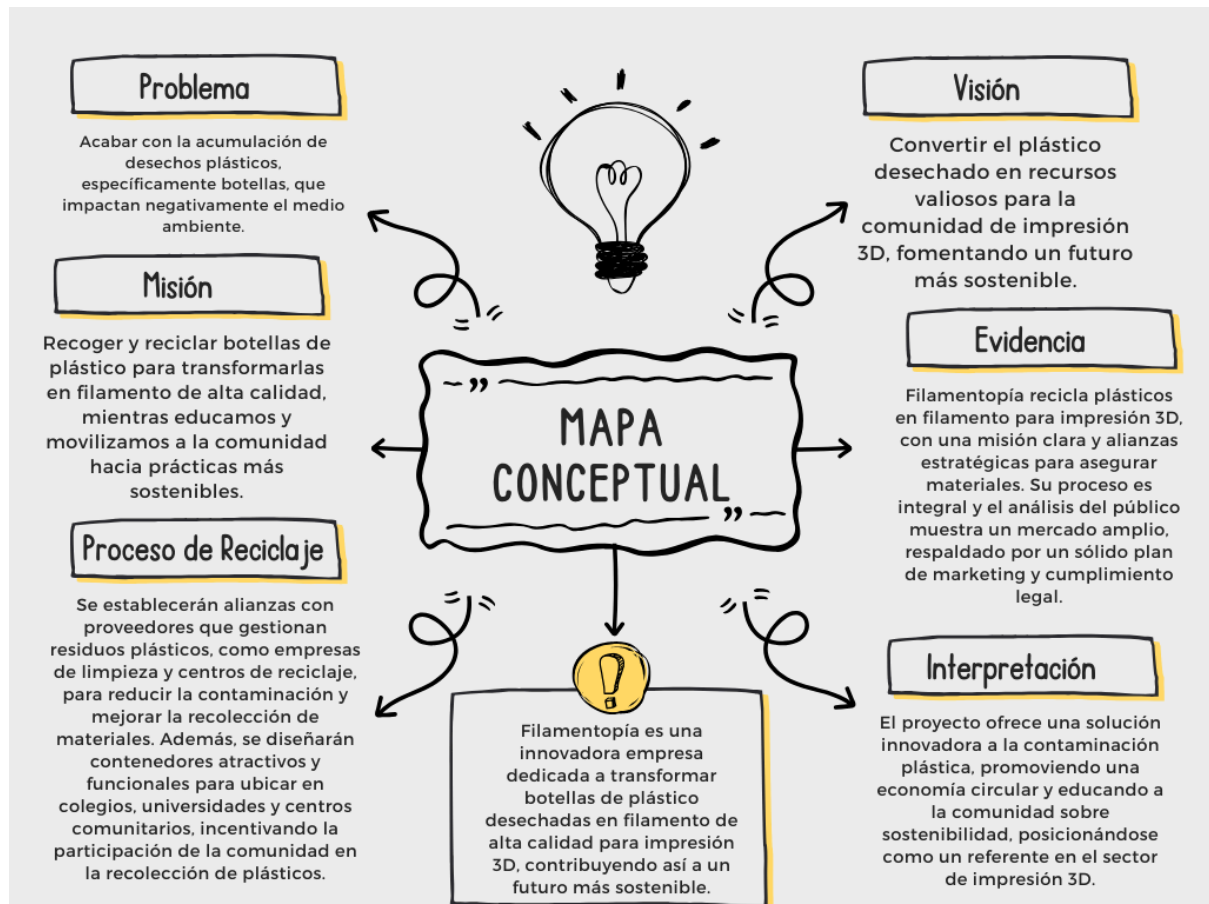 Problema
Acabar con la acumulación de
desechos plásticos,
específicamente botellas, que
impactan negativamente el medio
ambiente.
Misión
Recoger y reciclar botellas de
plástico para transformarlas
en filamento de alta calidad,
mientras educamos y
movilizamos a la comunidad
hacia prácticas más
sostenibles.
Proceso de Reciclaje
Se establecerán alianzas con
proveedores que gestionan
residuos plásticos, como empresas
de limpieza y centros de reciclaje,
para reducir la contaminación y
mejorar la recolección de
materiales. Además, se diseñarán
contenedores atractivos y
funcionales para ubicar en
colegios, universidades y centros
comunitarios, incentivando la
participación de la comunidad en
la recolección de plásticos.
MAPA
CONCEPTUAL
Filamentopía es una
innovadora empresa
dedicada a transformar
botellas de plástico
desechadas en filamento de
alta calidad para impresión
3D, contribuyendo así a un
futuro más sostenible.
Visión
Convertir el plástico
desechado en recursos
valiosos para la
comunidad de impresión
3D, fomentando un futuro
más sostenible.
Evidencia
Filamentopía recicla plásticos
en filamento para impresión 3D,
con una misión clara y alianzas
estratégicas para asegurar
materiales. Su proceso es
integral y el análisis del público
muestra un mercado amplio,
respaldado por un sólido plan
de marketing y cumplimiento
legal.
Interpretación
El proyecto ofrece una solución
innovadora a la contaminación
plástica, promoviendo una
economía circular y educando a
la comunidad sobre
sostenibilidad, posicionándose
como un referente en el sector
de impresión 3D.